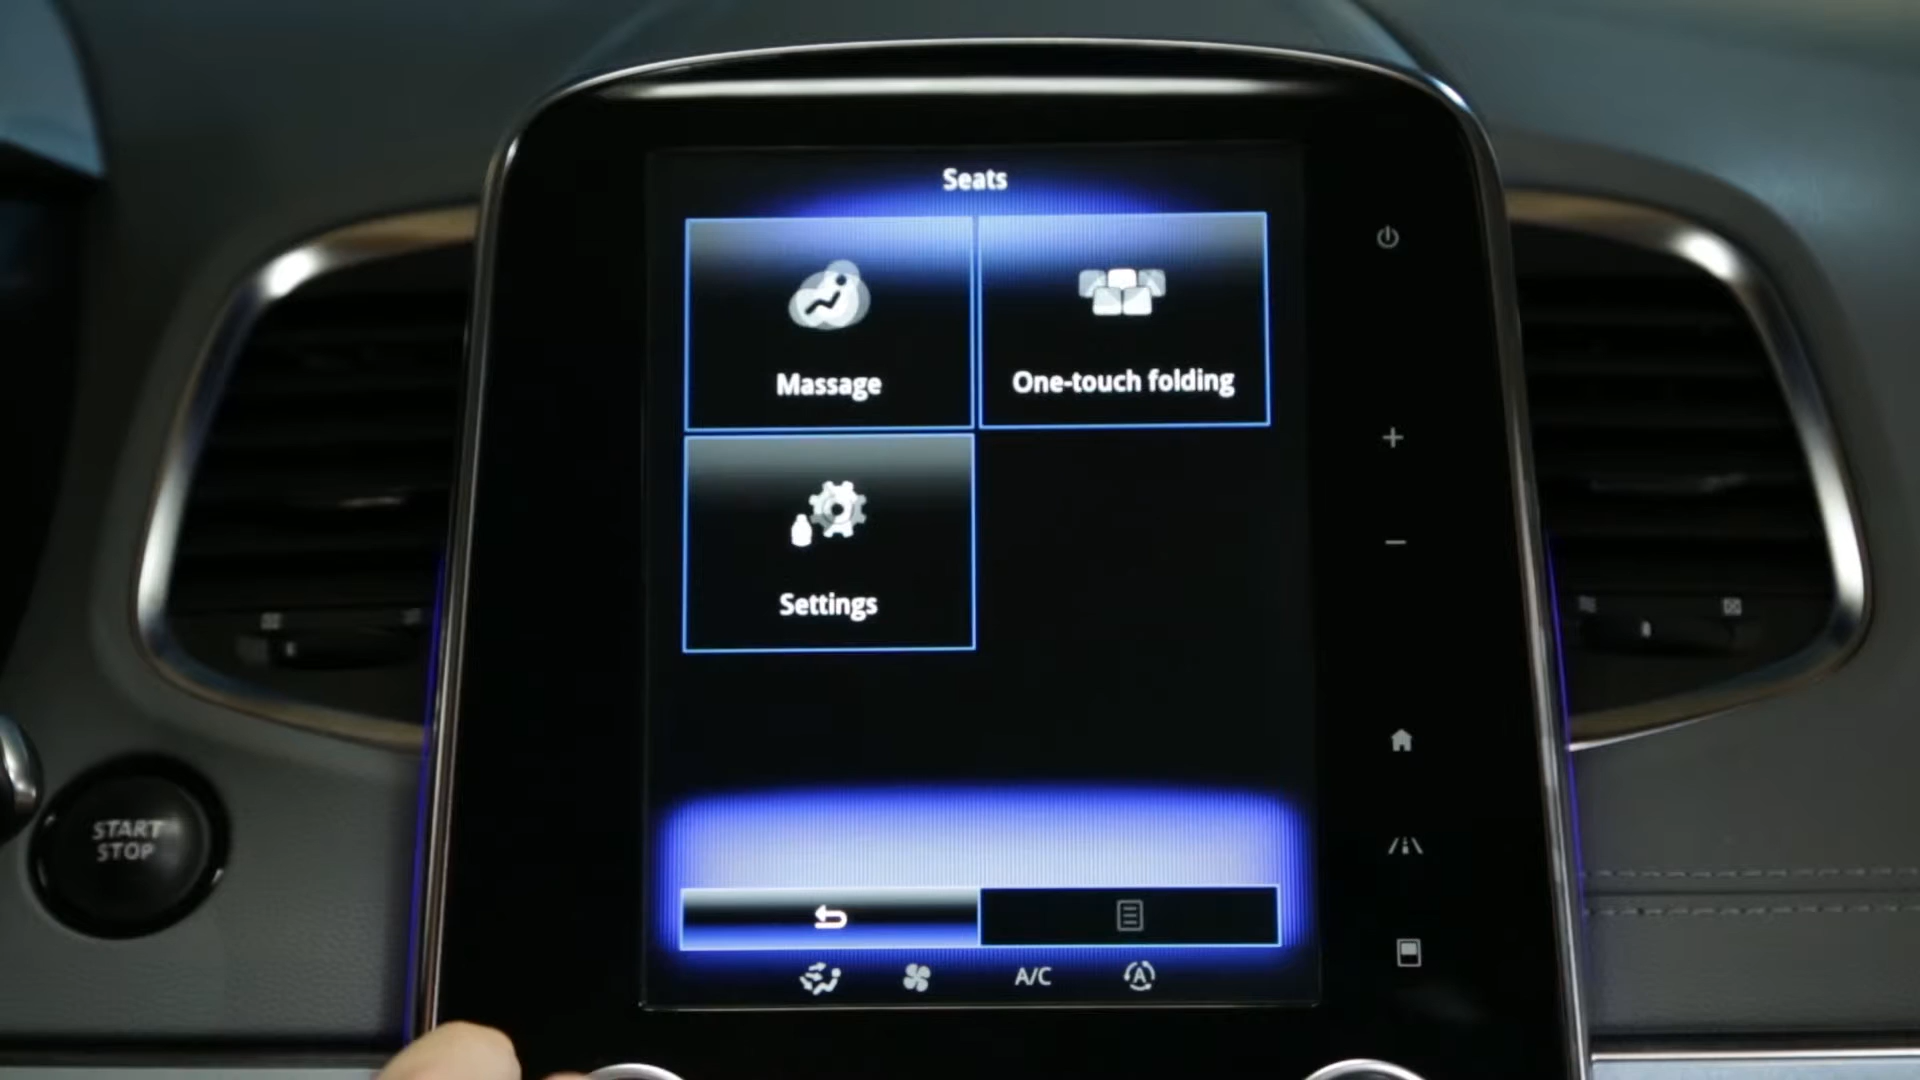 Seats
Massage
One-touch folding
Settings
START
STOP
A/C
A